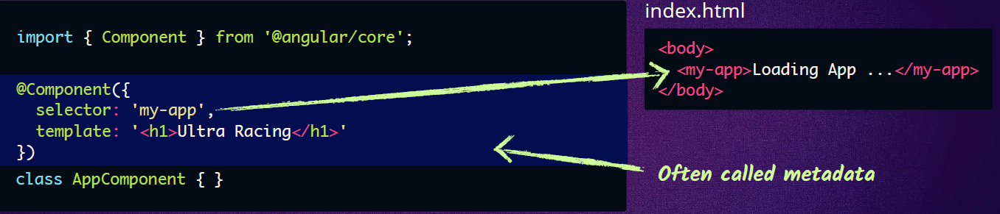 import { Component } from '@angular/core';
@Component({
selector: 'my-app',
template: '<h1>Ultra Racing</h1>'
})
class AppComponent { }
index.html
<body>
<my-app>Loading App ...</my-app>
</body>
Often called metadata